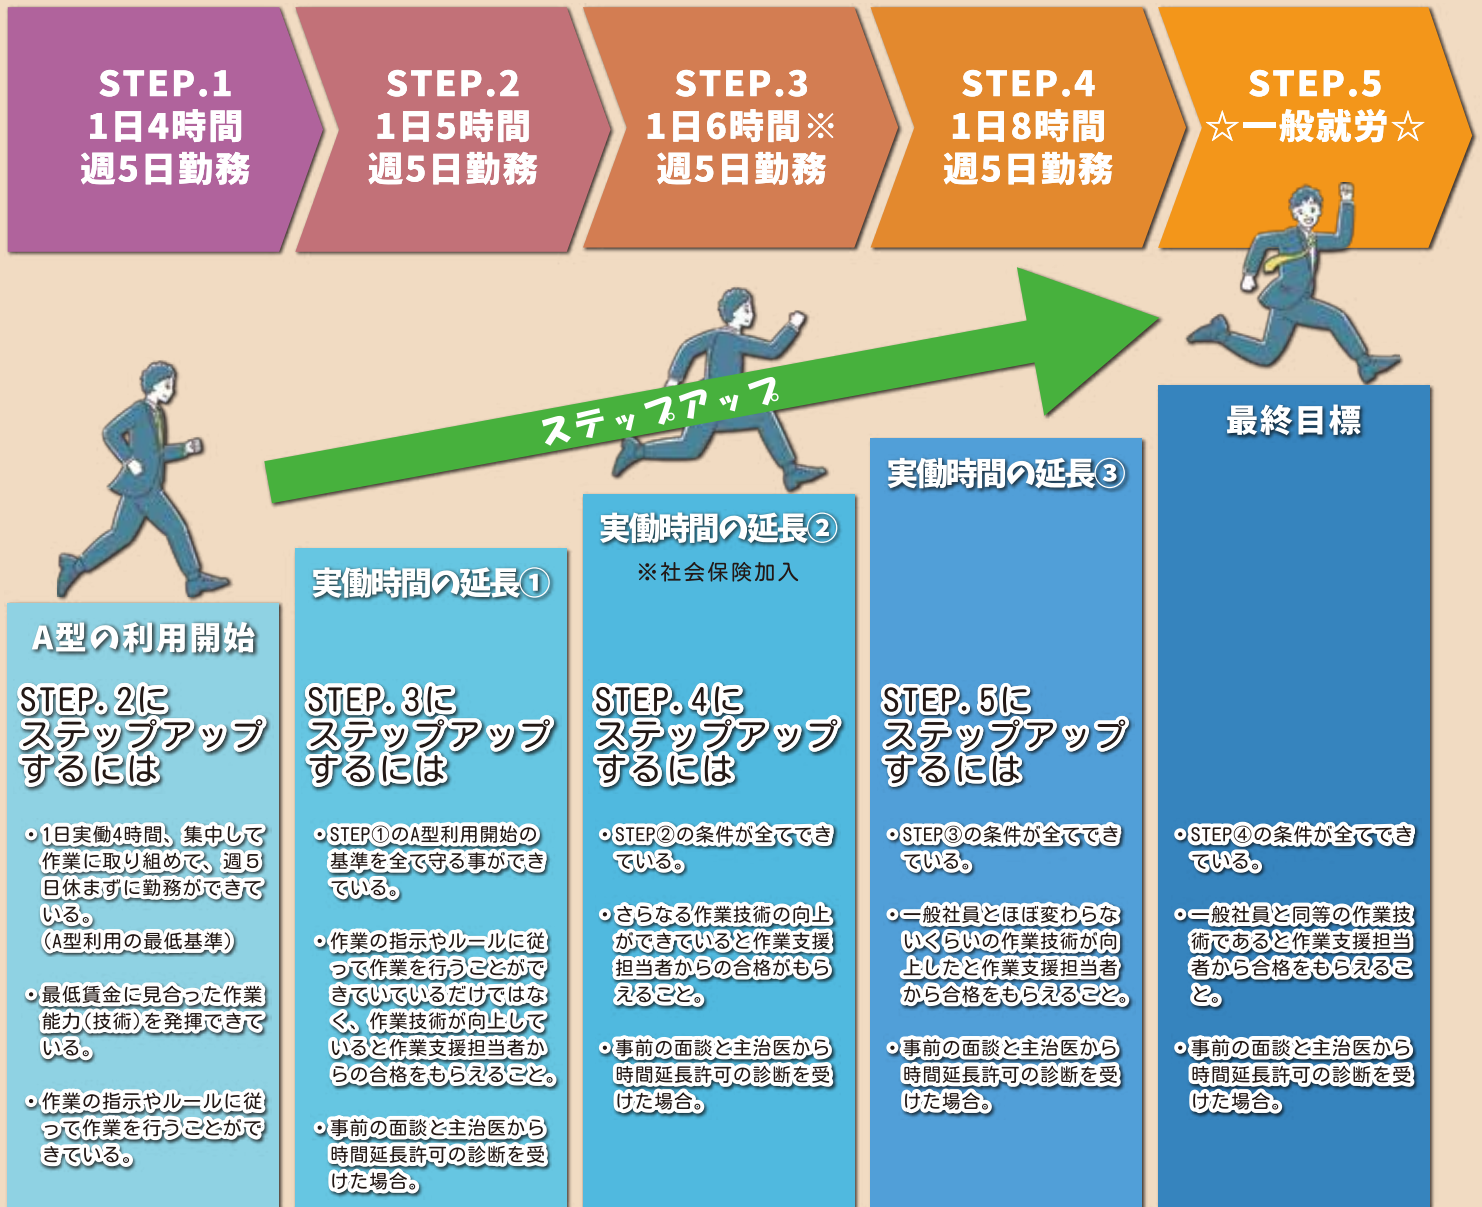 STEP.1
1日4時間
週5日勤務
STEP.2
1日5時間
週5日勤務
STEP.3
1日6時間※
週5日勤務
STEP.4
1日8時間
週5日勤務
STEP.5
☆一般就労☆
ステップアップ
A型の利用開始
STEP.2に
ステップアップ
するには
・1日実働4時間、集中して
作業に取り組めて、週５
日休まずに勤務ができて
いる。
（A型利用の最低基準）
・最低賃金に見合った作業
能力(技術)を発揮できて
いる。
・作業の指示やルールに従
って作業を行うことがで
きている。
実働時間の延長①
STEP.3に
ステップアップ
するには
・STEP①のA型利用開始の
基準を全て守る事ができ
ている。
・作業の指示やルールに従
って作業を行うことがで
きていているだけではな
く、作業技術が向上して
いると作業支援担当者か
らの合格をもらえること。
・事前の面談と主治医から
時間延長許可の診断を受
けた場合。
実働時間の延長②
※社会保険加入
STEP.4に
ステップアップ
するには
・STEP②の条件が全てでき
ている。
・さらなる作業技術の向上
ができていると作業支援
担当者からの合格がもら
えること。
・事前の面談と主治医から
時間延長許可の診断を受
けた場合。
実働時間の延長③
STEP.5に
ステップアップ
するには
・STEP③の条件が全てでき
ている。
・一般社員とほぼ変わらな
いくらいの作業技術が向
上したと作業支援担当者
から合格をもらえること。
・事前の面談と主治医から
時間延長許可の診断を受
けた場合。
最終目標
・STEP④の条件が全てでき
ている。
・一般社員と同等の作業技
術であると作業支援担当
者から合格をもらえるこ
と。
・事前の面談と主治医から
時間延長許可の診断を受
けた場合。